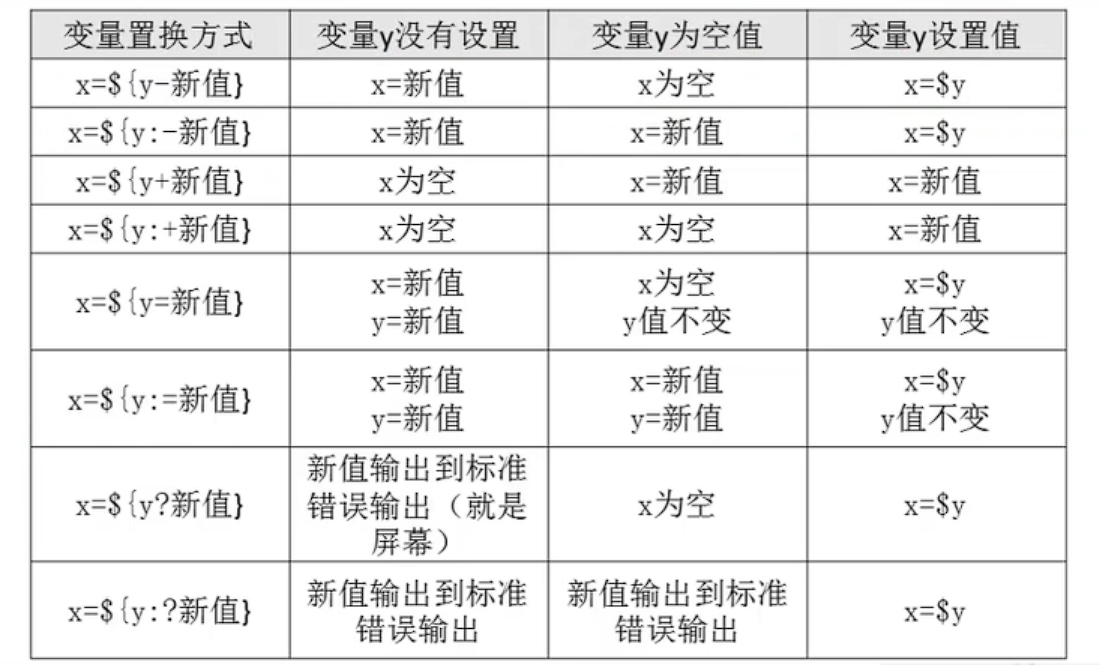 变量置换方式 变量y没有设置 变量y为空值 变量y设置值
x=${y-新值} x=新值 x为空 x=$y
x=${y:-新值} x=新值 x=新值 x=$y
x=${y+新值} x为空 x=新值 x=新值
x=${y:+新值} x为空 x为空 x=新值
x=${y=新值} x=新值 x为空 x=$y
y=新值 y值不变 y值不变
x=${y:=新值} x=新值 x=新值 x=$y
y=新值 y=新值 y值不变
x=${y?新值} 新值输出到标准
错误输出（就是
屏幕） x为空 x=$y
x=${y:?新值} 新值输出到标准
错误输出 新值输出到标准
错误输出 x=$y